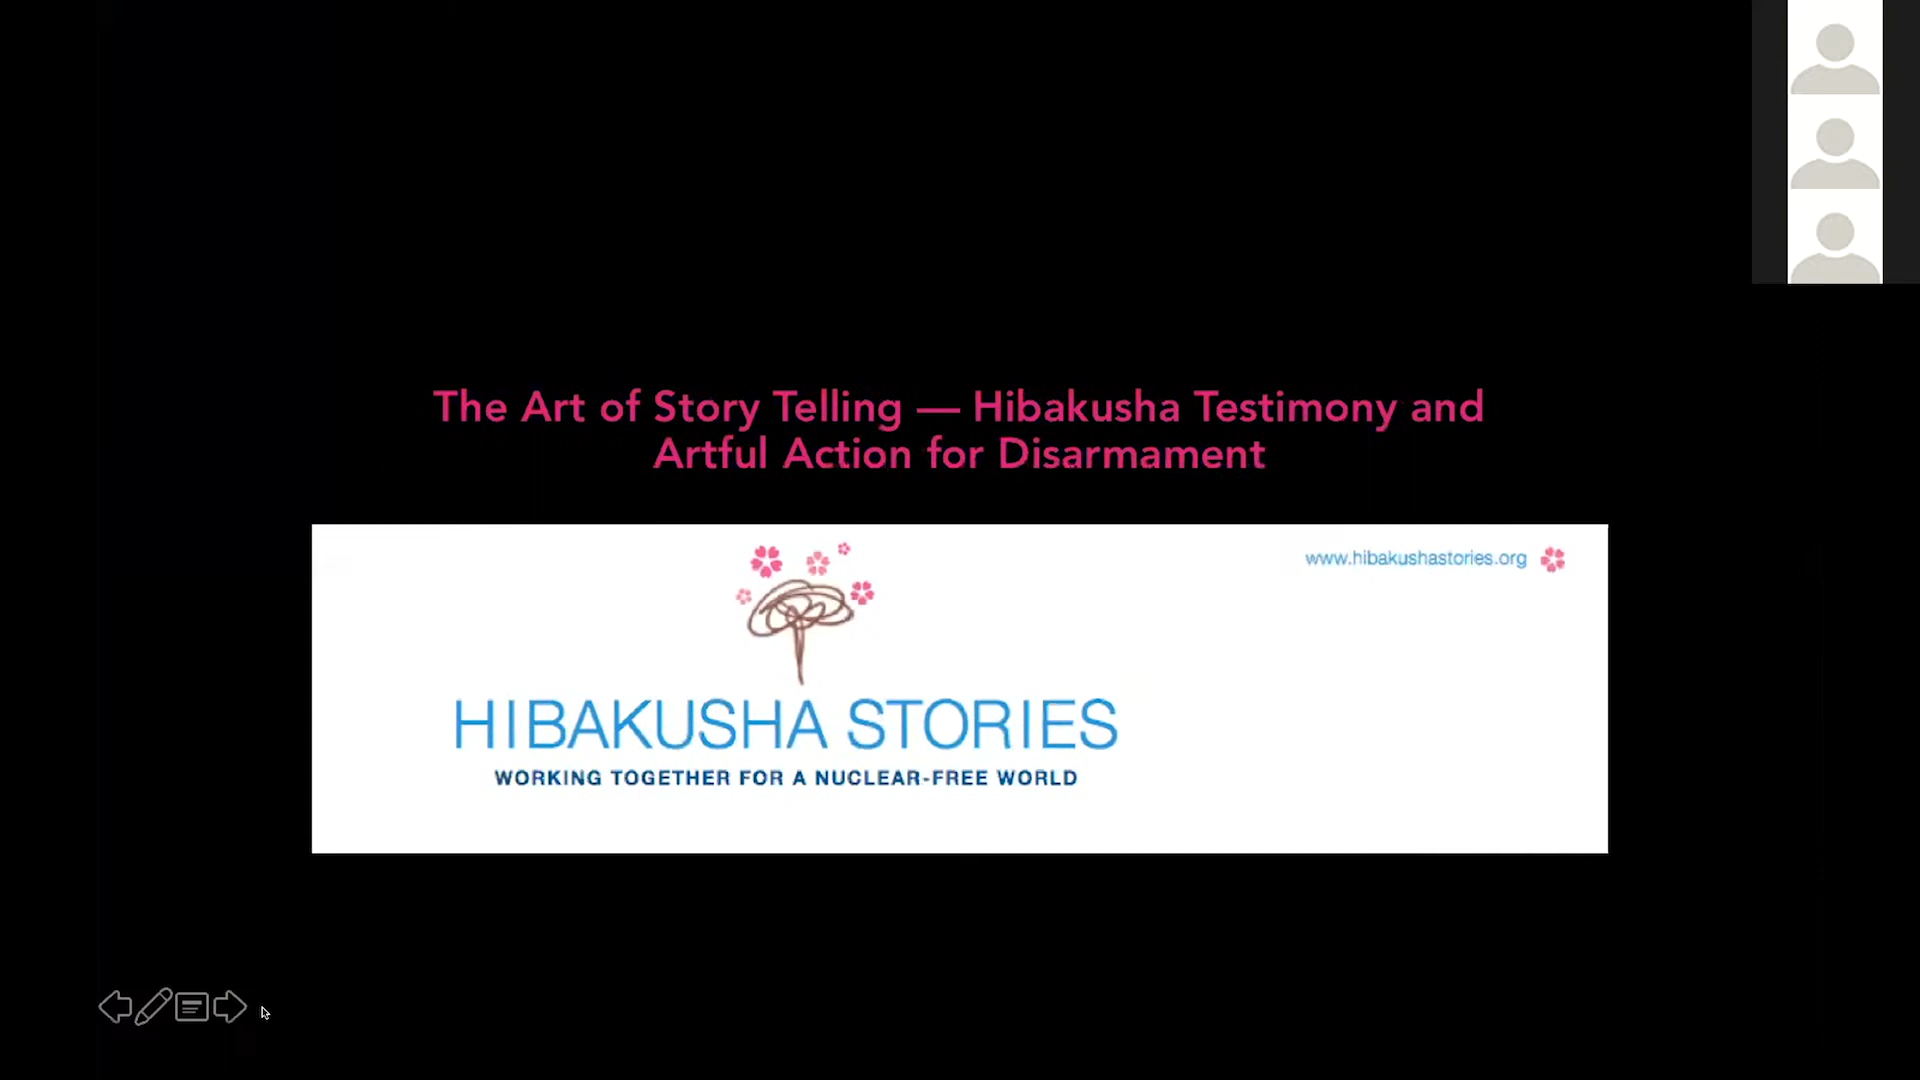 The Art of Story Telling — Hibakusha Testimony and
Artful Action for Disarmament
www.hibakushastories.org
HIBAKUSHA STORIES
WORKING TOGETHER FOR A NUCLEAR-FREE WORLD